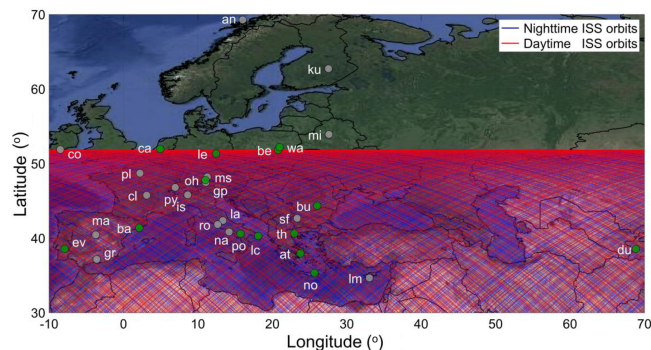 70
60
50
40
30
Latitude (º)
-10 0 10 20 30 40 50 60 70
Longitude (º)
Nighttime ISS orbits
Daytime ISS orbits
an
ku
mi
co
ca
le
be
wa
pl
oh
ms
gp
cl
py
is
bu
sf
ma
ba
ro
la
th
ev
gr
na
po
lc
at
du
no
lm